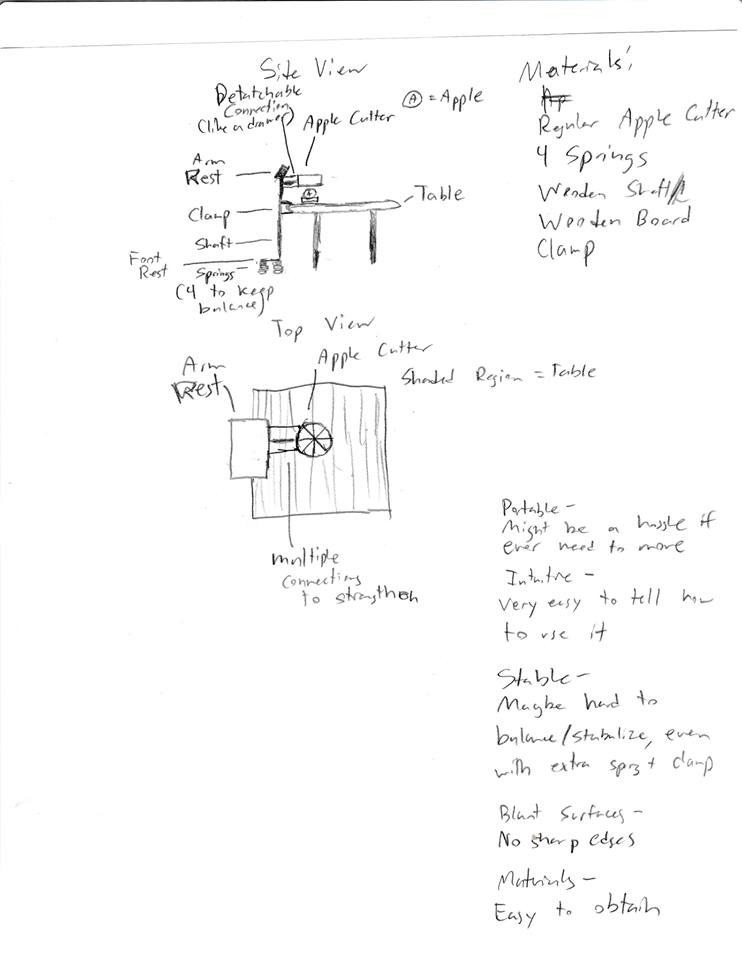 Side View
Detatchable
Connection
(like a drawer)
Apple Cutter
Ⓐ = Apple
Arm
Rest
Table
Clamp
Shaft
Foot
Rest
Springs
(4 to keep
balance)
Materials:
Regular Apple Cutter
4 Springs
Wooden Shaft
Wooden Board
Clamp
Top View
Apple Cutter
Arm
Rest
Shaded Region = Table
multiple
connections
to strengthen
Portable -
Might be a hassle if
ever need to move
Intuitive -
Very easy to tell how
to use it
Stable -
Maybe hard to
balance/stabalize, even
with extra sprgs + clamp
Blunt Surfaces -
No sharp edges
Materials -
Easy to obtain